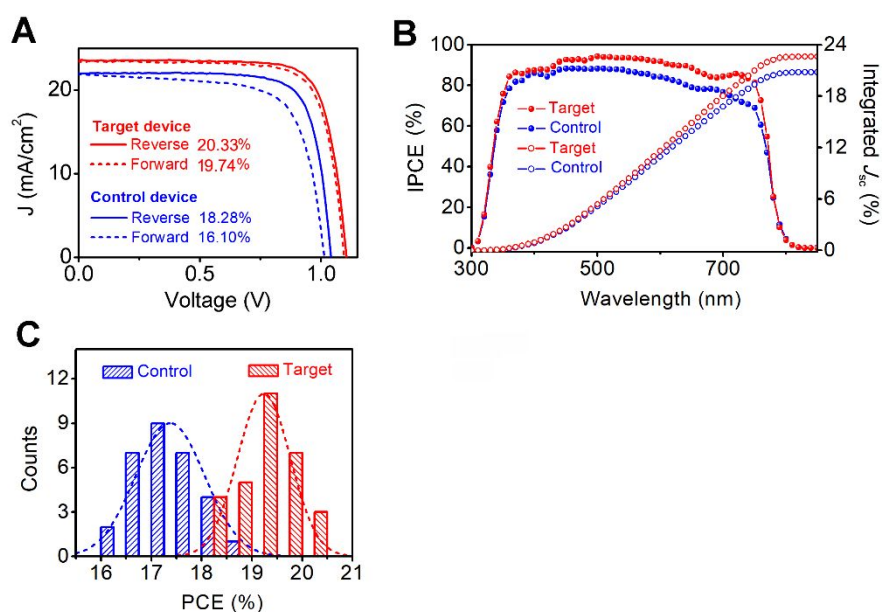 A
J (mA/cm²)
20
10
0
Target device
Reverse 20.33%
Forward 19.74%
Control device
Reverse 18.28%
Forward 16.10%
0.0 0.5 1.0
Voltage (V)
B
IPCE (%)
100
80
60
40
20
0
Target
Control
Target
Control
24
18
12
6
0
Integrated Jsc (%)
300 500 700
Wavelength (nm)
C
Counts
12
9
6
3
0
Control Target
16 17 18 19 20 21
PCE (%)